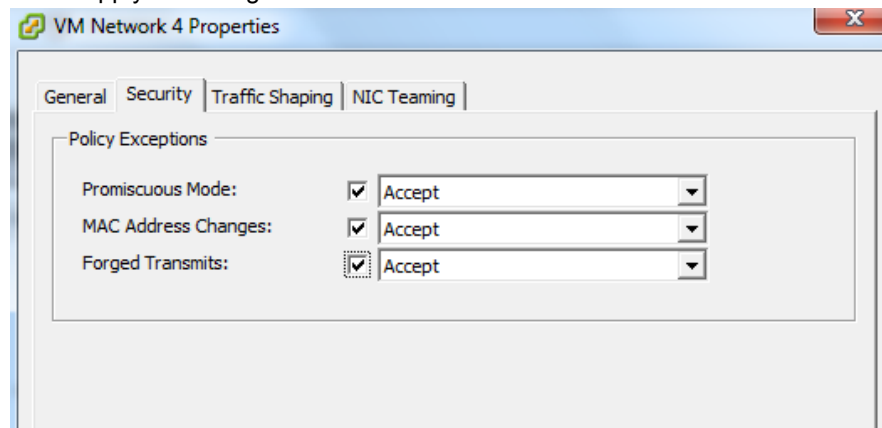 VM Network 4 Properties
General Security Traffic Shaping NIC Teaming
Policy Exceptions
Promiscuous Mode: Accept
MAC Address Changes: Accept
Forged Transmits: Accept